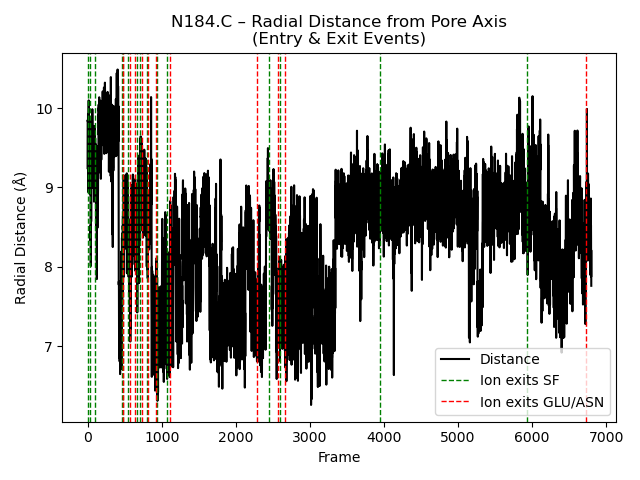 N184.C – Radial Distance from Pore Axis
(Entry & Exit Events)
Radial Distance (Å)
10
9
8
7
0 1000 2000 3000 4000 5000 6000 7000
Frame
Distance
Ion exits SF
Ion exits GLU/ASN